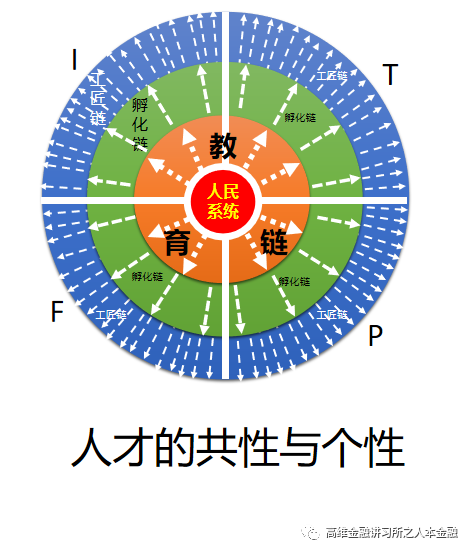 I
T
工匠链
工匠链
孵化链
孵化链
教
人民
系统
育
链
孵化链
孵化链
F
工匠链
工匠链
P
人才的共性与个性
高维金融讲习所之人本金融